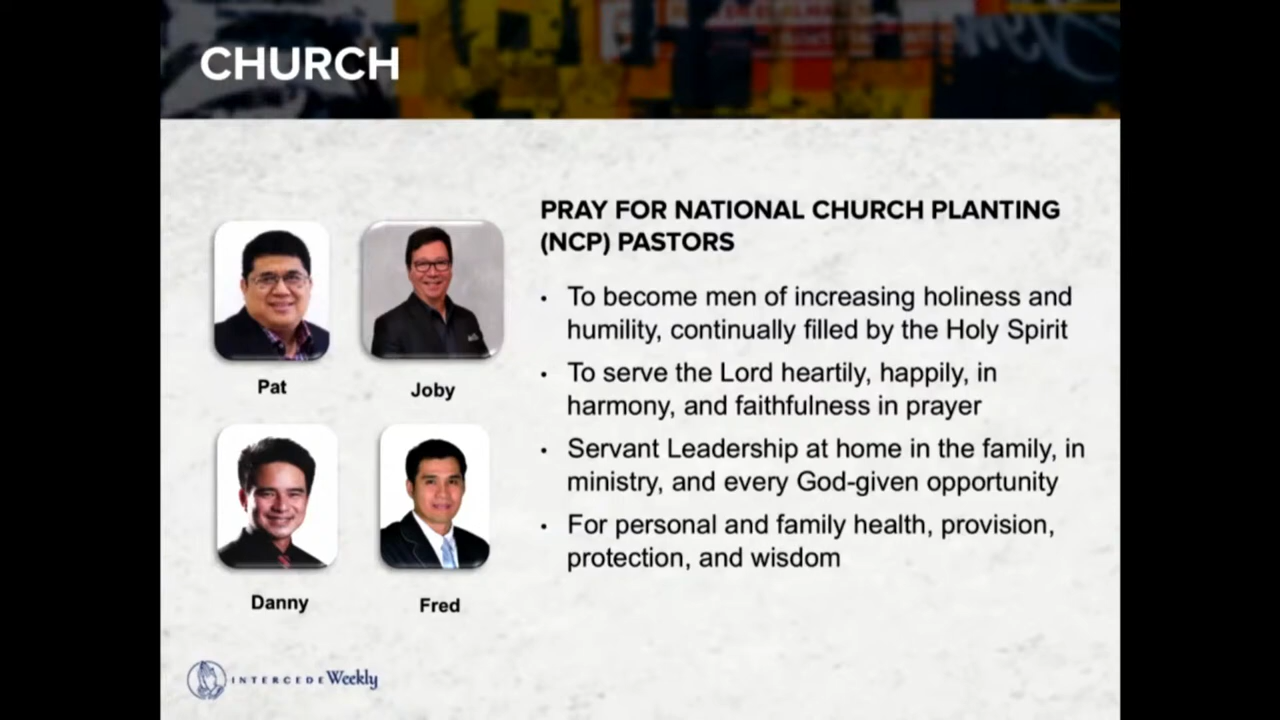 CHURCH
PRAY FOR NATIONAL CHURCH PLANTING
(NCP) PASTORS
• To become men of increasing holiness and
humility, continually filled by the Holy Spirit
• To serve the Lord heartily, happily, in
harmony, and faithfulness in prayer
• Servant Leadership at home in the family, in
ministry, and every God-given opportunity
• For personal and family health, provision,
protection, and wisdom
Pat
Joby
Danny
Fred
INTERCEDE Weekly